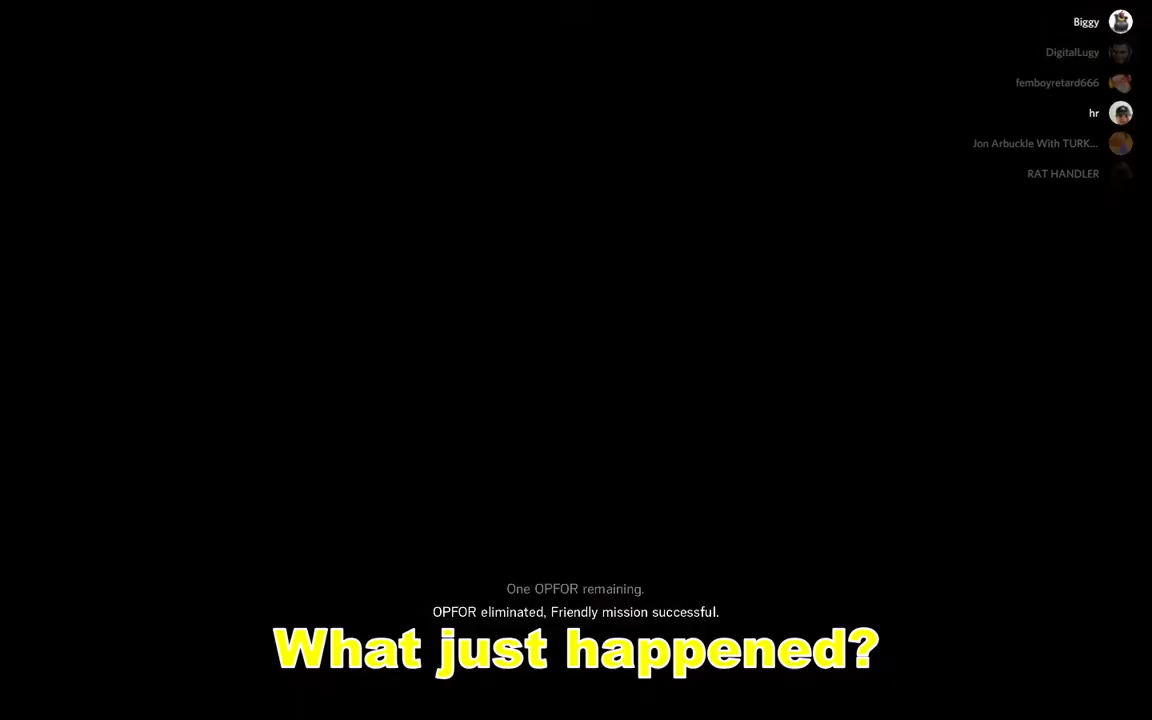 Biggy
DigitalLugy
femboyretard666
hr
Jon Arbuckle With TURK...
RAT HANDLER
One OPFOR remaining.
OPFOR eliminated, Friendly mission successful.
What just happened?